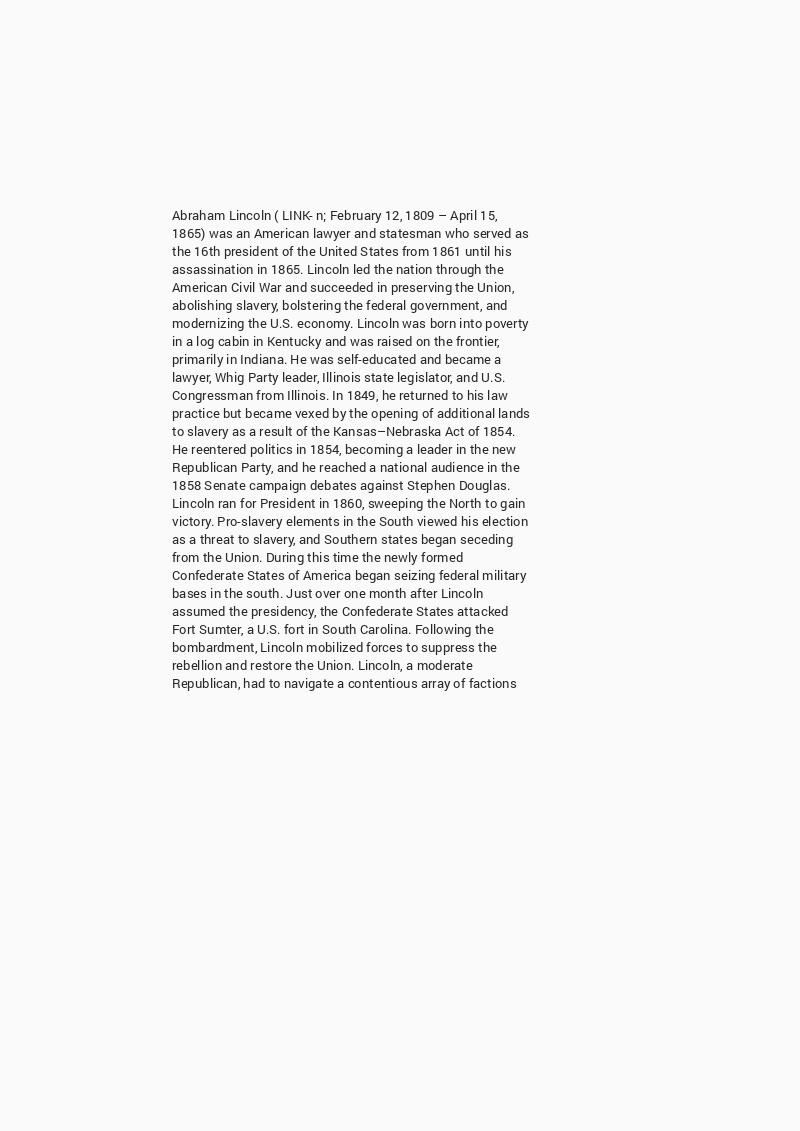 Abraham Lincoln ( LINK- n; February 12, 1809 – April 15,
1865) was an American lawyer and statesman who served as
the 16th president of the United States from 1861 until his
assassination in 1865. Lincoln led the nation through the
American Civil War and succeeded in preserving the Union,
abolishing slavery, bolstering the federal government, and
modernizing the U.S. economy. Lincoln was born into poverty
in a log cabin in Kentucky and was raised on the frontier,
primarily in Indiana. He was self-educated and became a
lawyer, Whig Party leader, Illinois state legislator, and U.S.
Congressman from Illinois. In 1849, he returned to his law
practice but became vexed by the opening of additional lands
to slavery as a result of the Kansas–Nebraska Act of 1854.
He reentered politics in 1854, becoming a leader in the new
Republican Party, and he reached a national audience in the
1858 Senate campaign debates against Stephen Douglas.
Lincoln ran for President in 1860, sweeping the North to gain
victory. Pro-slavery elements in the South viewed his election
as a threat to slavery, and Southern states began seceding
from the Union. During this time the newly formed
Confederate States of America began seizing federal military
bases in the south. Just over one month after Lincoln
assumed the presidency, the Confederate States attacked
Fort Sumter, a U.S. fort in South Carolina. Following the
bombardment, Lincoln mobilized forces to suppress the
rebellion and restore the Union. Lincoln, a moderate
Republican, had to navigate a contentious array of factions